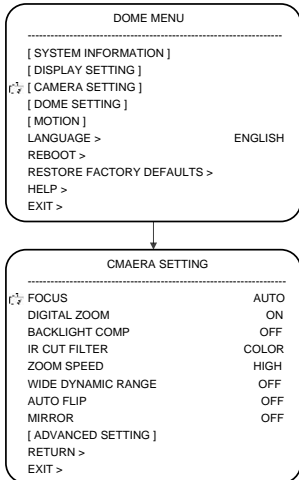 DOME MENU
[ SYSTEM INFORMATION ]
[ DISPLAY SETTING ]
[ CAMERA SETTING ]
[ DOME SETTING ]
[ MOTION ]
LANGUAGE > ENGLISH
REBOOT >
RESTORE FACTORY DEFAULTS >
HELP >
EXIT >
CMAERA SETTING
FOCUS AUTO
DIGITAL ZOOM ON
BACKLIGHT COMP OFF
IR CUT FILTER COLOR
ZOOM SPEED HIGH
WIDE DYNAMIC RANGE OFF
AUTO FLIP OFF
MIRROR OFF
[ ADVANCED SETTING ]
RETURN >
EXIT >